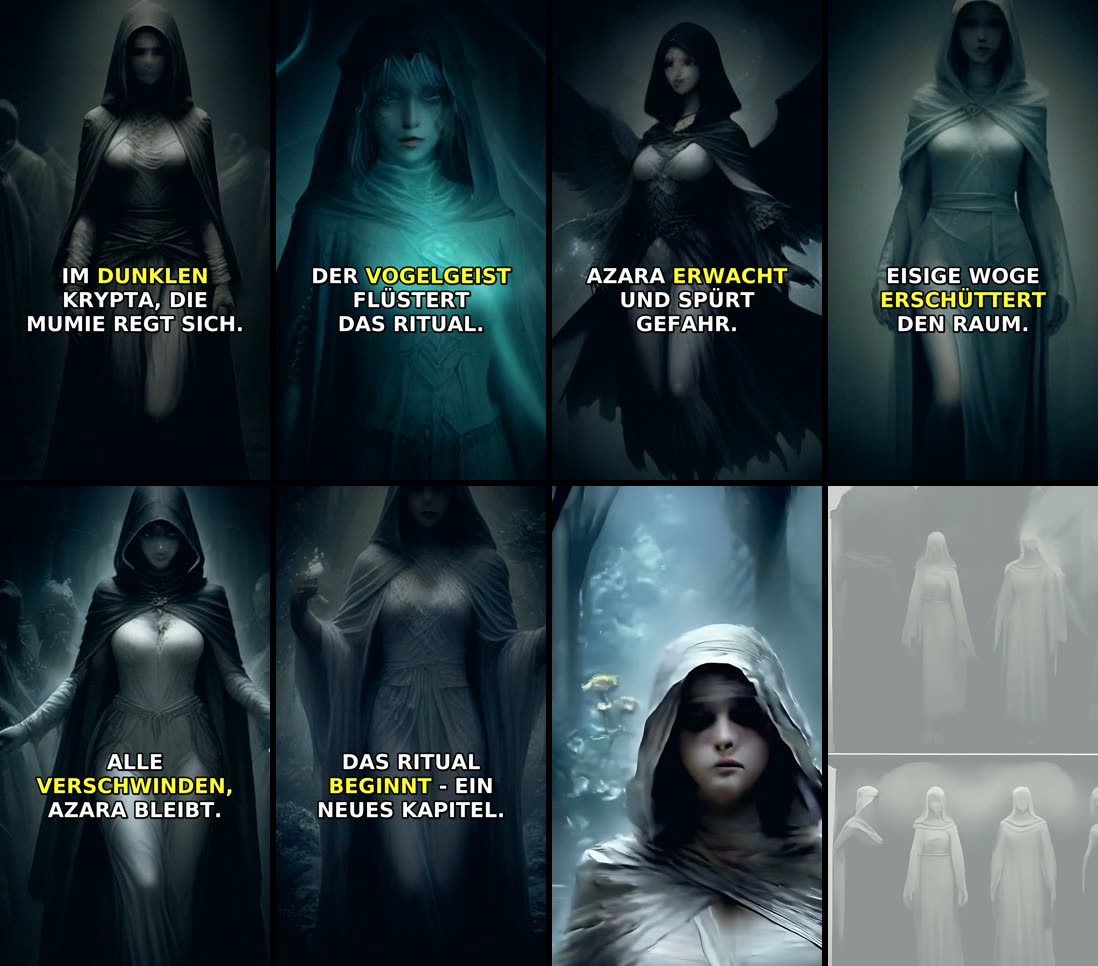 IM DUNKLEN
KRYPTA, DIE
MUMIE REGT SICH.
DER VOGELGEIST
FLÜSTERT
DAS RITUAL.
AZARA ERWACHT
UND SPÜRT
GEFAHR.
EISIGE WOGE
ERSCHÜTTERT
DEN RAUM.
ALLE
VERSCHWINDEN,
AZARA BLEIBT.
DAS RITUAL
BEGINNT - EIN
NEUES KAPITEL.